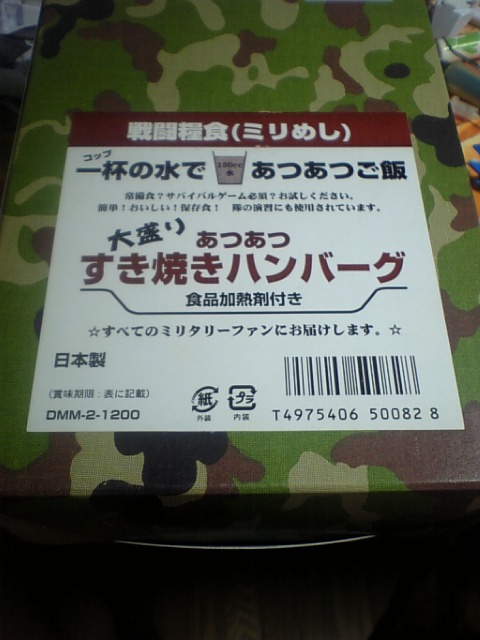 戦闘糧食(ミリめし)
コップ
一杯の水で 180cc 水 あつあつご飯
常備食?サバイバルゲーム必須?お試しください。
簡単!おいしい!保存食! 隊の演習にも使用されています。
大盛り あつあつ
すき焼きハンバーグ
食品加熱剤付き
☆すべてのミリタリーファンにお届けします。☆
日本製
(賞味期限:表に記載)
紙 プラ
外装 内装
DMM-2-1200
T4975406 50082 8